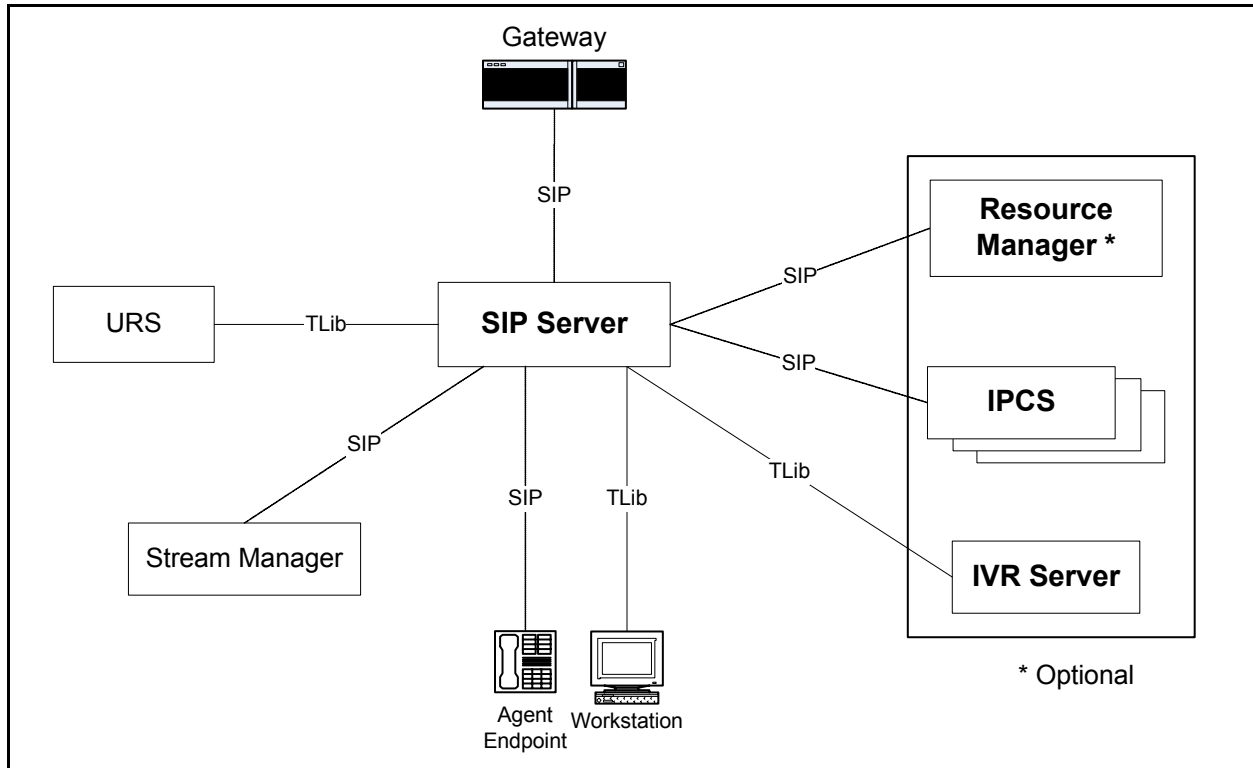 Gateway
SIP
Resource
Manager *
SIP
URS
TLib
SIP Server
SIP
IPCS
SIP
TLib
SIP
TLib
Stream Manager
IVR Server
* Optional
Agent
Endpoint
Workstation